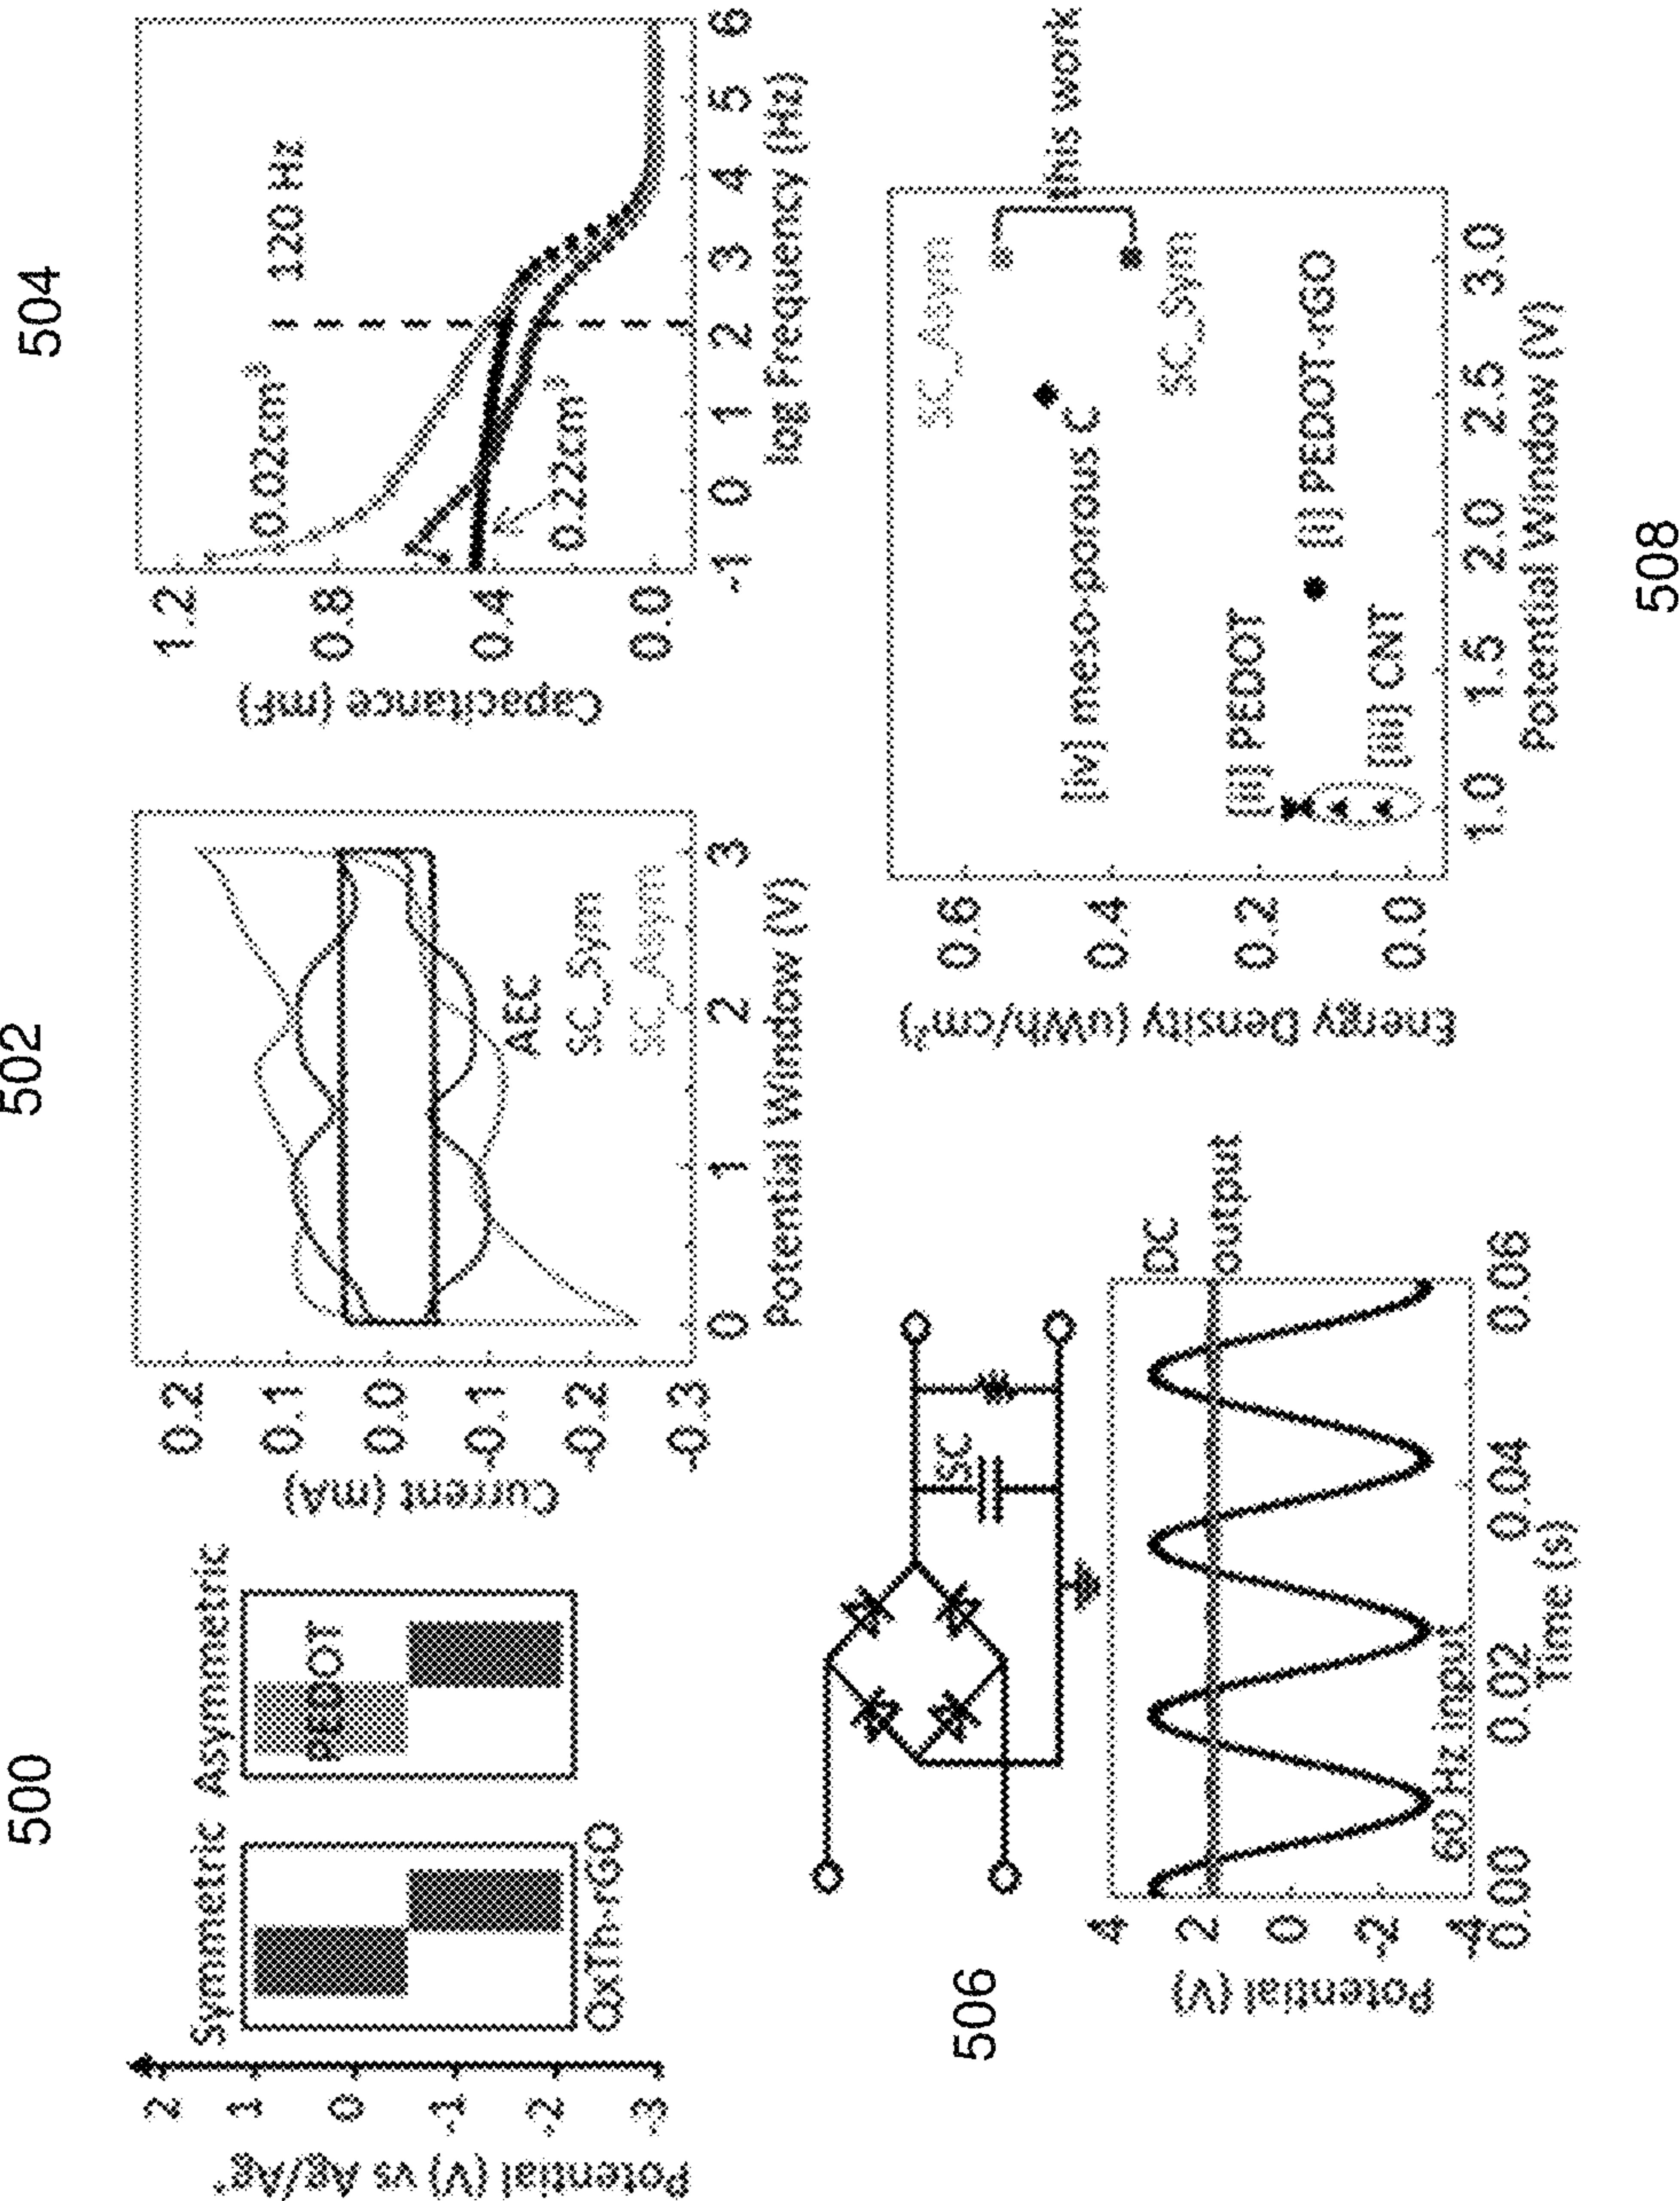 500
Potential (V) vs Ag/Ag+
2
1
0
-1
-2
-3
Symmetric
Asymmetric
PEDOT
OxTh-rGO
502
Current (mA)
0.2
0.1
0.0
-0.1
-0.2
-0.3
AEC
SC_Sym
SC_Asym
0
1
2
3
Potential Window (V)
504
Capacitance (mF)
1.2
0.8
0.4
0.0
0.02cm³
120 Hz
0.22cm³
-1
0
1
2
3
4
5
6
log Frequency (Hz)
506
SC
Potential (V)
4
2
0
-2
-4
DC
output
60 Hz input
0.00
0.02
0.04
0.06
Time (s)
Energy Density (uWh/cm²)
0.6
0.4
0.2
0.0
SC_Asym
this work
[iv] meso-porous C
SC_Sym
[ii] PEDOT
[i] PEDOT-rGO
[iii] CNT
1.0
1.5
2.0
2.5
3.0
Potential Window (V)
508